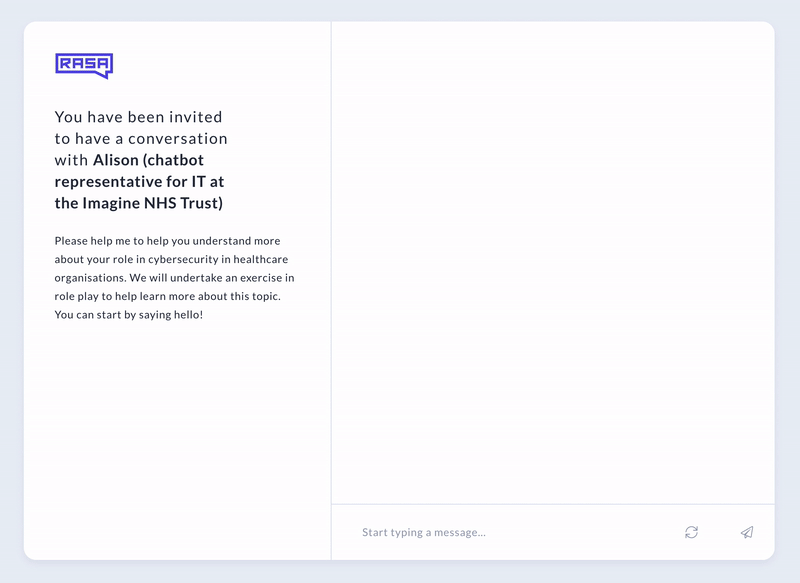 RASA
You have been invited
to have a conversation
with Alison (chatbot
representative for IT at
the Imagine NHS Trust)
Please help me to help you understand more
about your role in cybersecurity in healthcare
organisations. We will undertake an exercise in
role play to help learn more about this topic.
You can start by saying hello!
Start typing a message...